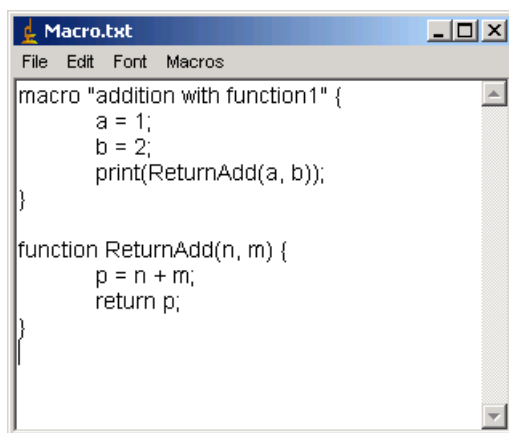 Macro.txt
File Edit Font Macros
macro "addition with function1" {
a = 1;
b = 2;
print(ReturnAdd(a, b));
}
function ReturnAdd(n, m) {
p = n + m;
return p;
}